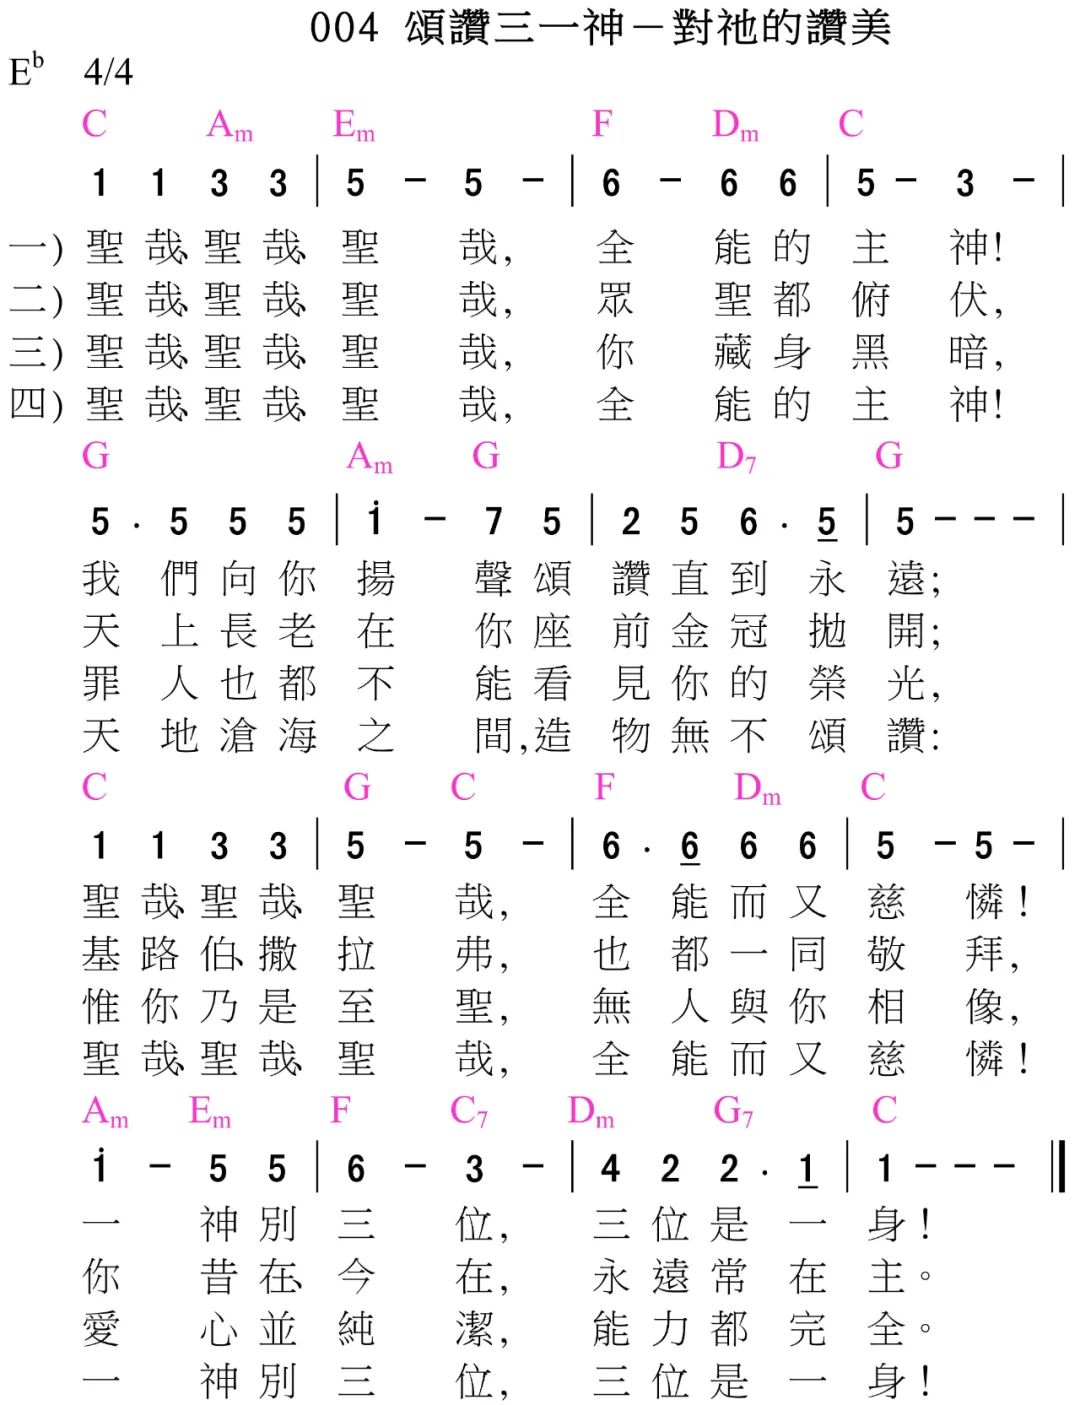 004 頌讚三一神－對祂的讚美
E♭ 4/4
C Am Em F Dm C
1 1 3 3 | 5 － 5 － | 6 － 6 6 | 5 － 3 － |
一) 聖哉、聖哉、聖哉, 全能的主神!
二) 聖哉、聖哉、聖哉, 眾聖都俯伏,
三) 聖哉、聖哉、聖哉, 你藏身黑暗,
四) 聖哉、聖哉、聖哉, 全能的主神!
G Am G D7 G
5 · 5 5 5 | i － 7 5 | 2 5 6 · 5 | 5 － － － |
我們向你揚聲頌讚直到永遠;
天上長老在你座前金冠拋開;
罪人也都不能看見你的榮光,
天地滄海之間,造物無不頌讚:
C G C F Dm C
1 1 3 3 | 5 － 5 － | 6 · 6 6 6 | 5 － 5 － |
聖哉、聖哉、聖哉, 全能而又慈憐!
基路伯、撒拉弗, 也都一同敬拜,
惟你乃是至聖, 無人與你相像,
聖哉、聖哉、聖哉, 全能而又慈憐!
Am Em F C7 Dm G7 C
i － 5 5 | 6 － 3 － | 4 2 2 · 1 | 1 － － － ||
一神別三位, 三位是一身!
你昔在、今在, 永遠常在主。
愛心並純潔, 能力都完全。
一神別三位, 三位是一身!